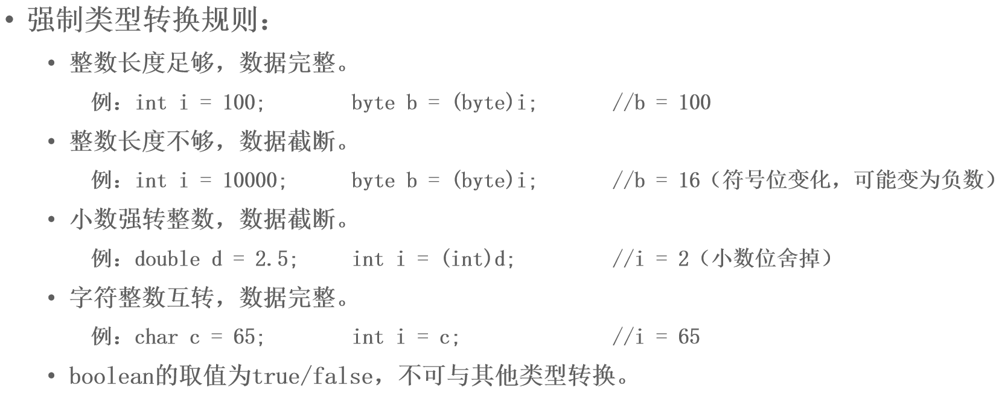 • 强制类型转换规则：
• 整数长度足够，数据完整。
例：int i = 100; byte b = (byte)i; //b = 100
• 整数长度不够，数据截断。
例：int i = 10000; byte b = (byte)i; //b = 16（符号位变化，可能变为负数）
• 小数强转整数，数据截断。
例：double d = 2.5; int i = (int)d; //i = 2（小数位舍掉）
• 字符整数互转，数据完整。
例：char c = 65; int i = c; //i = 65
• boolean的取值为true/false，不可与其他类型转换。